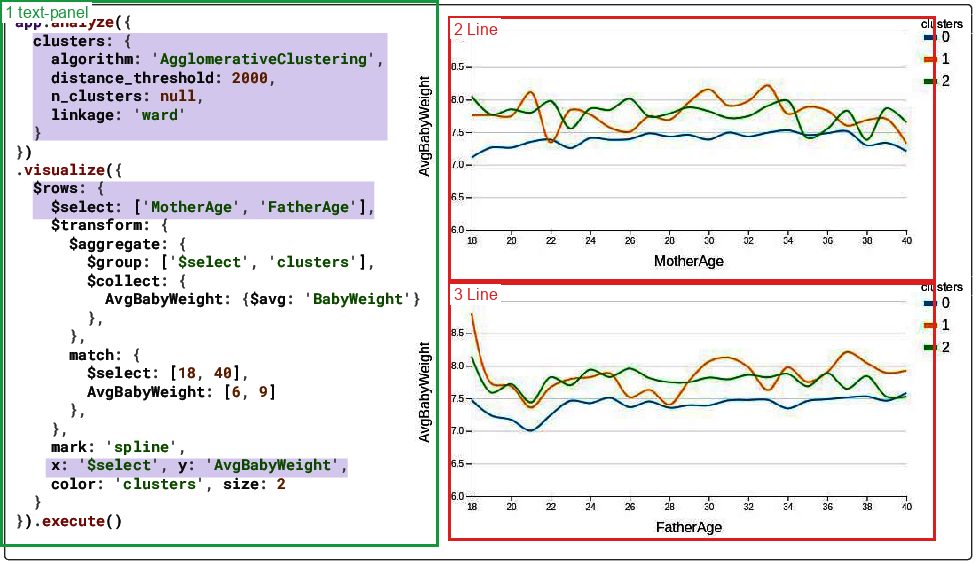 1 text-panel
app.analyze({
clusters: {
algorithm: 'AgglomerativeClustering',
distance_threshold: 2000,
n_clusters: null,
linkage: 'ward'
}
})
.visualize({
$rows: {
$select: ['MotherAge', 'FatherAge'],
$transform: {
$aggregate: {
$group: ['$select', 'clusters'],
$collect: {
AvgBabyWeight: {$avg: 'BabyWeight'}
},
},
match: {
$select: [18, 40],
AvgBabyWeight: [6, 9]
},
},
mark: 'spline',
x: '$select', y: 'AvgBabyWeight',
color: 'clusters', size: 2
}
}).execute()
2 Line
clusters
0
1
2
AvgBabyWeight
8.5
8.0
7.5
7.0
6.5
6.0
18 20 22 24 26 28 30 32 34 36 38 40
MotherAge
3 Line
clusters
0
1
2
AvgBabyWeight
8.5
8.0
7.5
7.0
6.5
6.0
18 20 22 24 26 28 30 32 34 36 38 40
FatherAge